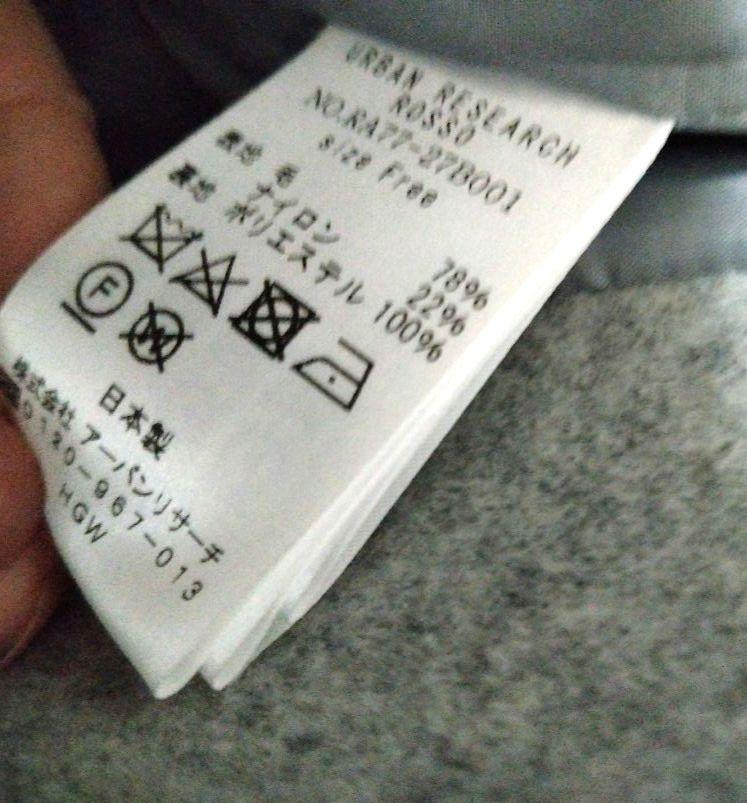 URBAN RESEARCH
ROSSO
NO.RA77-27B001
size Free
表地 毛 78%
ナイロン 22%
裏地 ポリエステル 100%
F
W
日本製
株式会社 アーバンリサーチ
0120-967-013
HGW